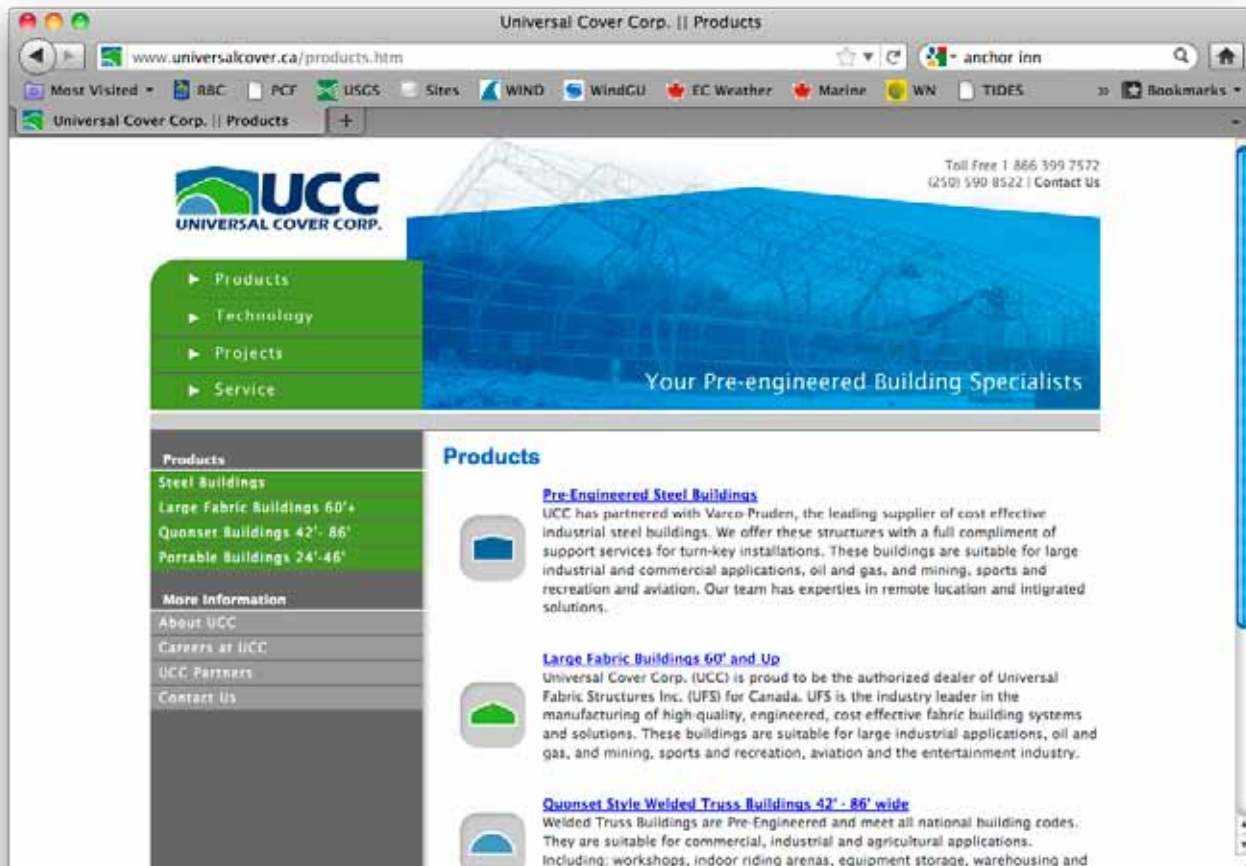 Universal Cover Corp. || Products
www.universalcover.ca/products.htm
anchor inn
Most Visited
RBC
PCF
USGS
Sites
WIND
WindGU
EC Weather
Marine
WN
TIDES
Bookmarks
Universal Cover Corp. || Products
Toll Free 1 866 399 7572
(250) 590 8522 | Contact Us
UCC
UNIVERSAL COVER CORP.
Products
Technology
Projects
Service
Your Pre-engineered Building Specialists
Products
Steel Buildings
Large Fabric Buildings 60'+
Quonset Buildings 42'- 86'
Portable Buildings 24'-46'
More Information
About UCC
Careers at UCC
UCC Partners
Contact Us
Products
Pre-Engineered Steel Buildings
UCC has partnered with Varco-Pruden, the leading supplier of cost effective
industrial steel buildings. We offer these structures with a full compliment of
support services for turn-key installations. These buildings are suitable for large
industrial and commercial applications, oil and gas, and mining, sports and
recreation and aviation. Our team has experties in remote location and intigrated
solutions.
Large Fabric Buildings 60' and Up
Universal Cover Corp. (UCC) is proud to be the authorized dealer of Universal
Fabric Structures Inc. (UFS) for Canada. UFS is the industry leader in the
manufacturing of high-quality, engineered, cost effective fabric building systems
and solutions. These buildings are suitable for large industrial applications, oil and
gas, and mining, sports and recreation, aviation and the entertainment industry.
Quonset Style Welded Truss Buildings 42' - 86' wide
Welded Truss Buildings are Pre-Engineered and meet all national building codes.
They are suitable for commercial, industrial and agricultural applications.
Including: workshops, indoor riding arenas, equipment storage, warehousing and